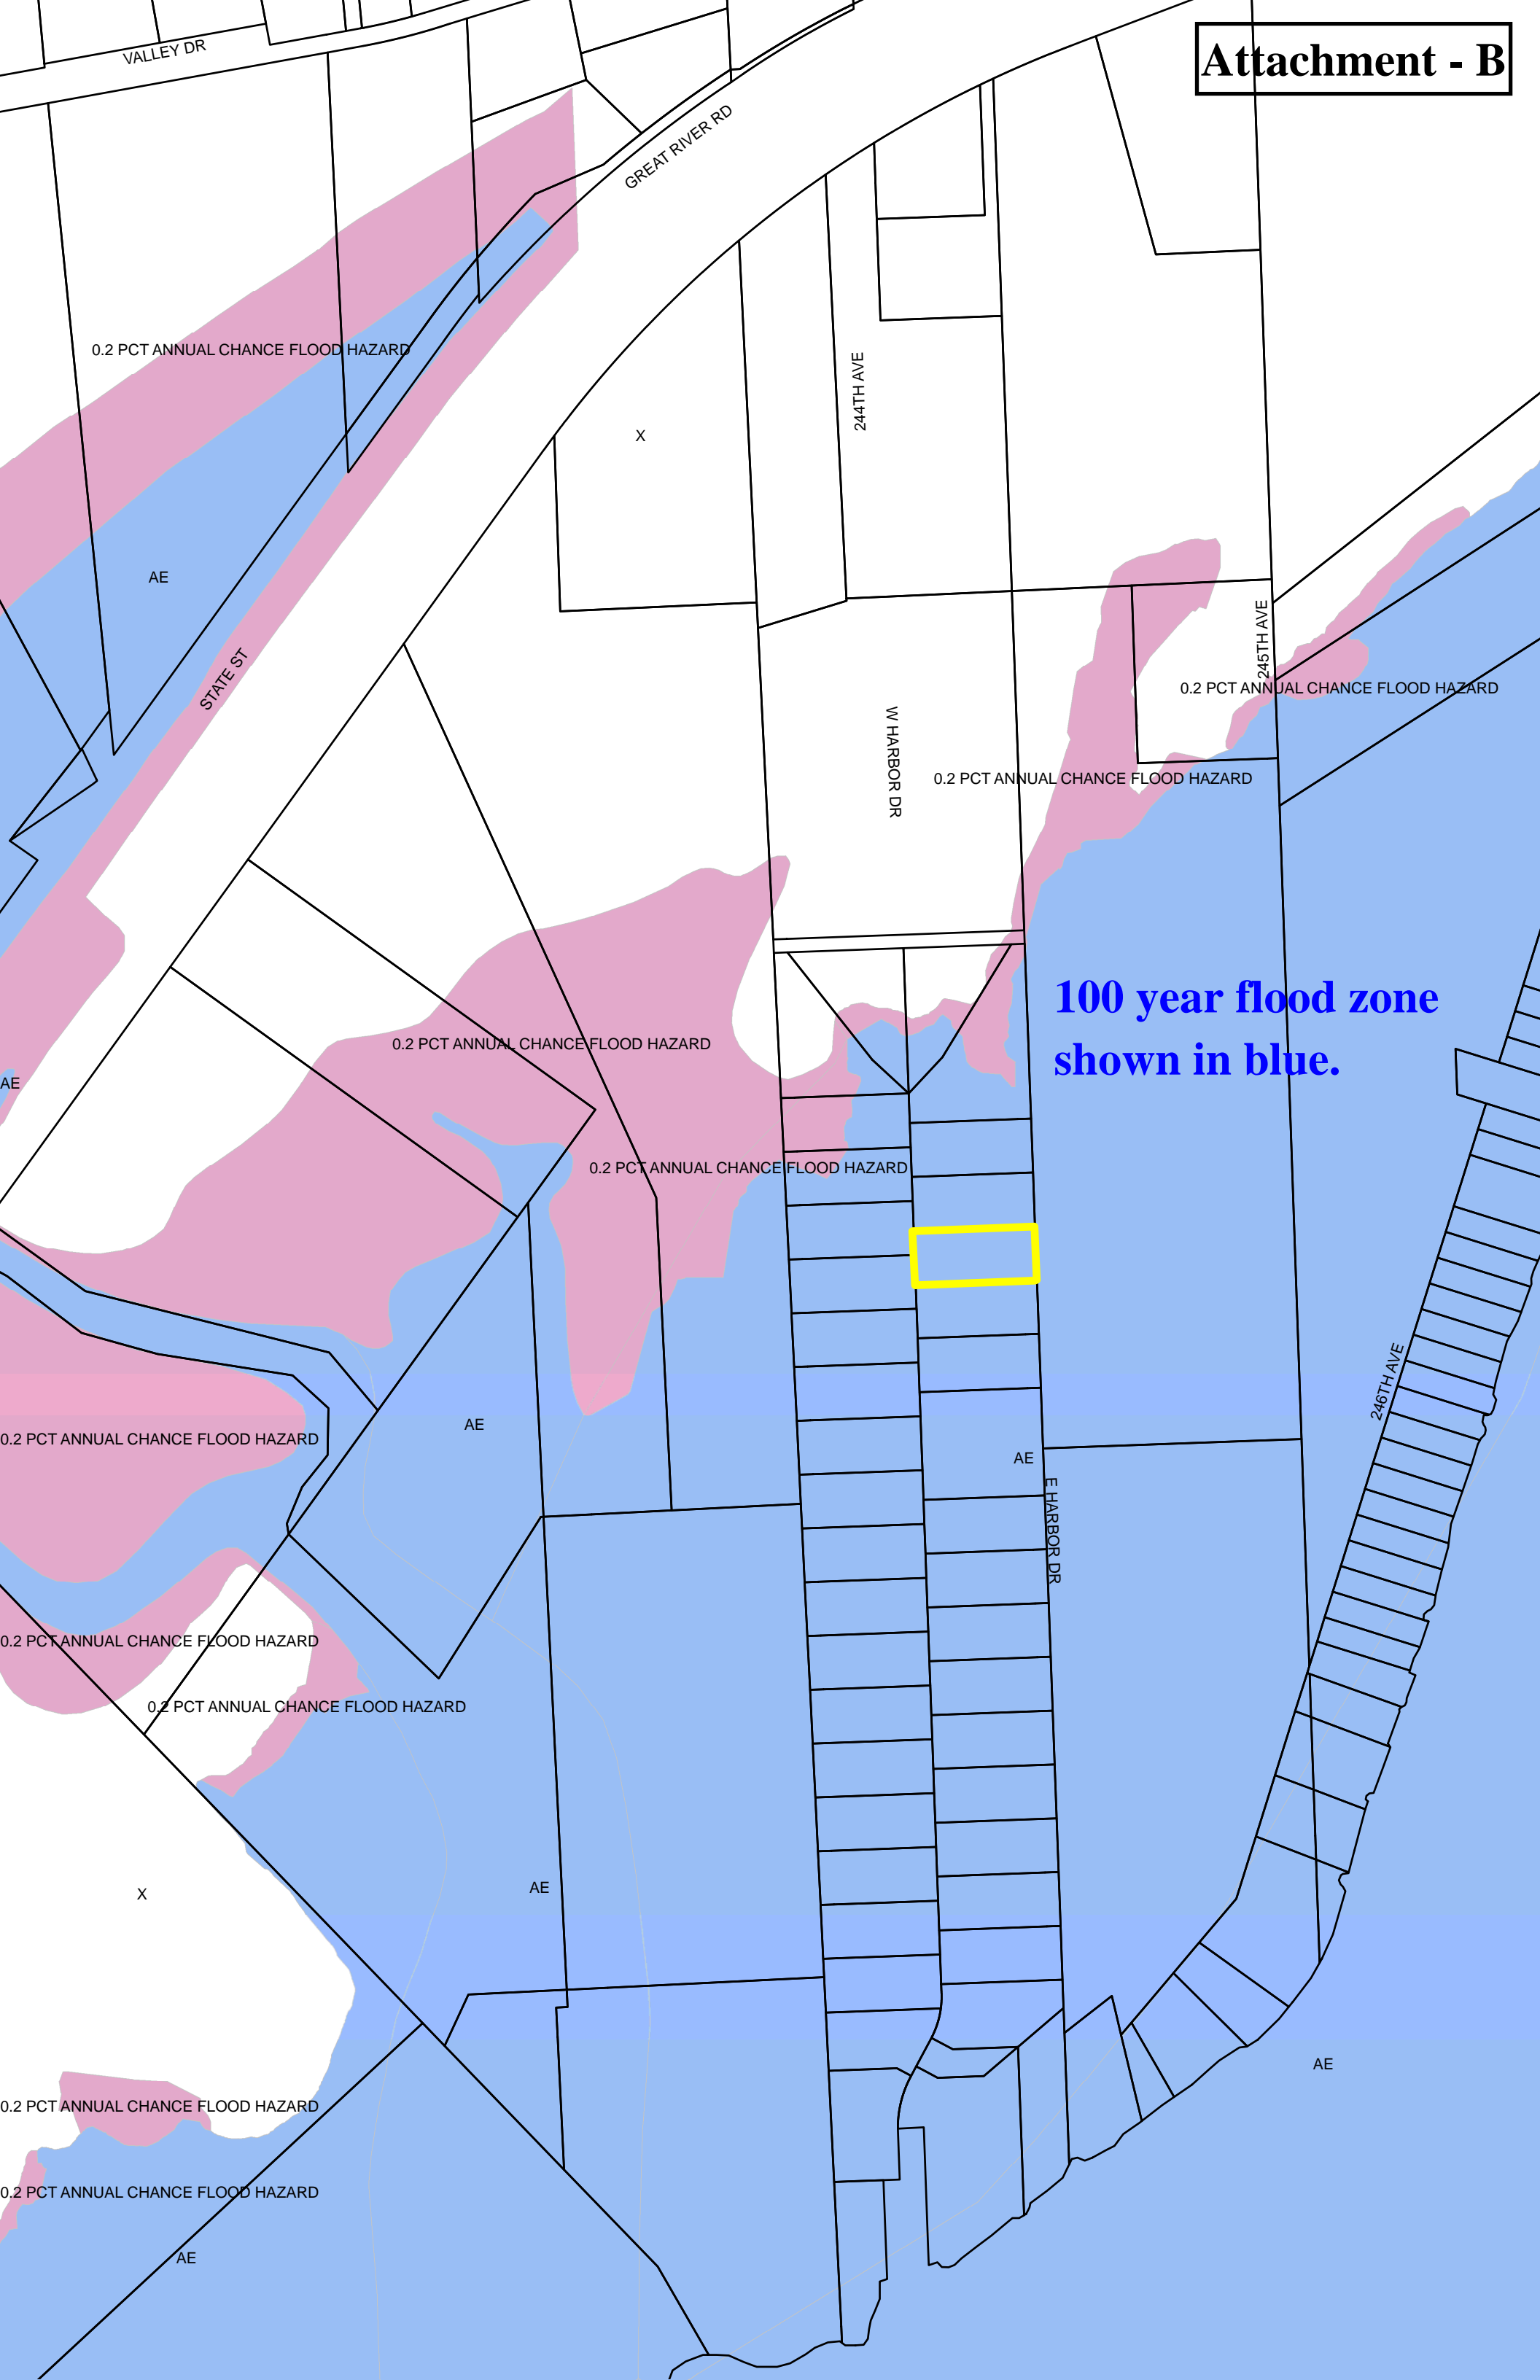 Attachment - B
VALLEY DR
GREAT RIVER RD
0.2 PCT ANNUAL CHANCE FLOOD HAZARD
244TH AVE
X
AE
STATE ST
245TH AVE
0.2 PCT ANNUAL CHANCE FLOOD HAZARD
W HARBOR DR
0.2 PCT ANNUAL CHANCE FLOOD HAZARD
100 year flood zone
shown in blue.
0.2 PCT ANNUAL CHANCE FLOOD HAZARD
AE
0.2 PCT ANNUAL CHANCE FLOOD HAZARD
246TH AVE
AE
0.2 PCT ANNUAL CHANCE FLOOD HAZARD
AE
E HARBOR DR
0.2 PCT ANNUAL CHANCE FLOOD HAZARD
0.2 PCT ANNUAL CHANCE FLOOD HAZARD
AE
X
AE
0.2 PCT ANNUAL CHANCE FLOOD HAZARD
0.2 PCT ANNUAL CHANCE FLOOD HAZARD
AE